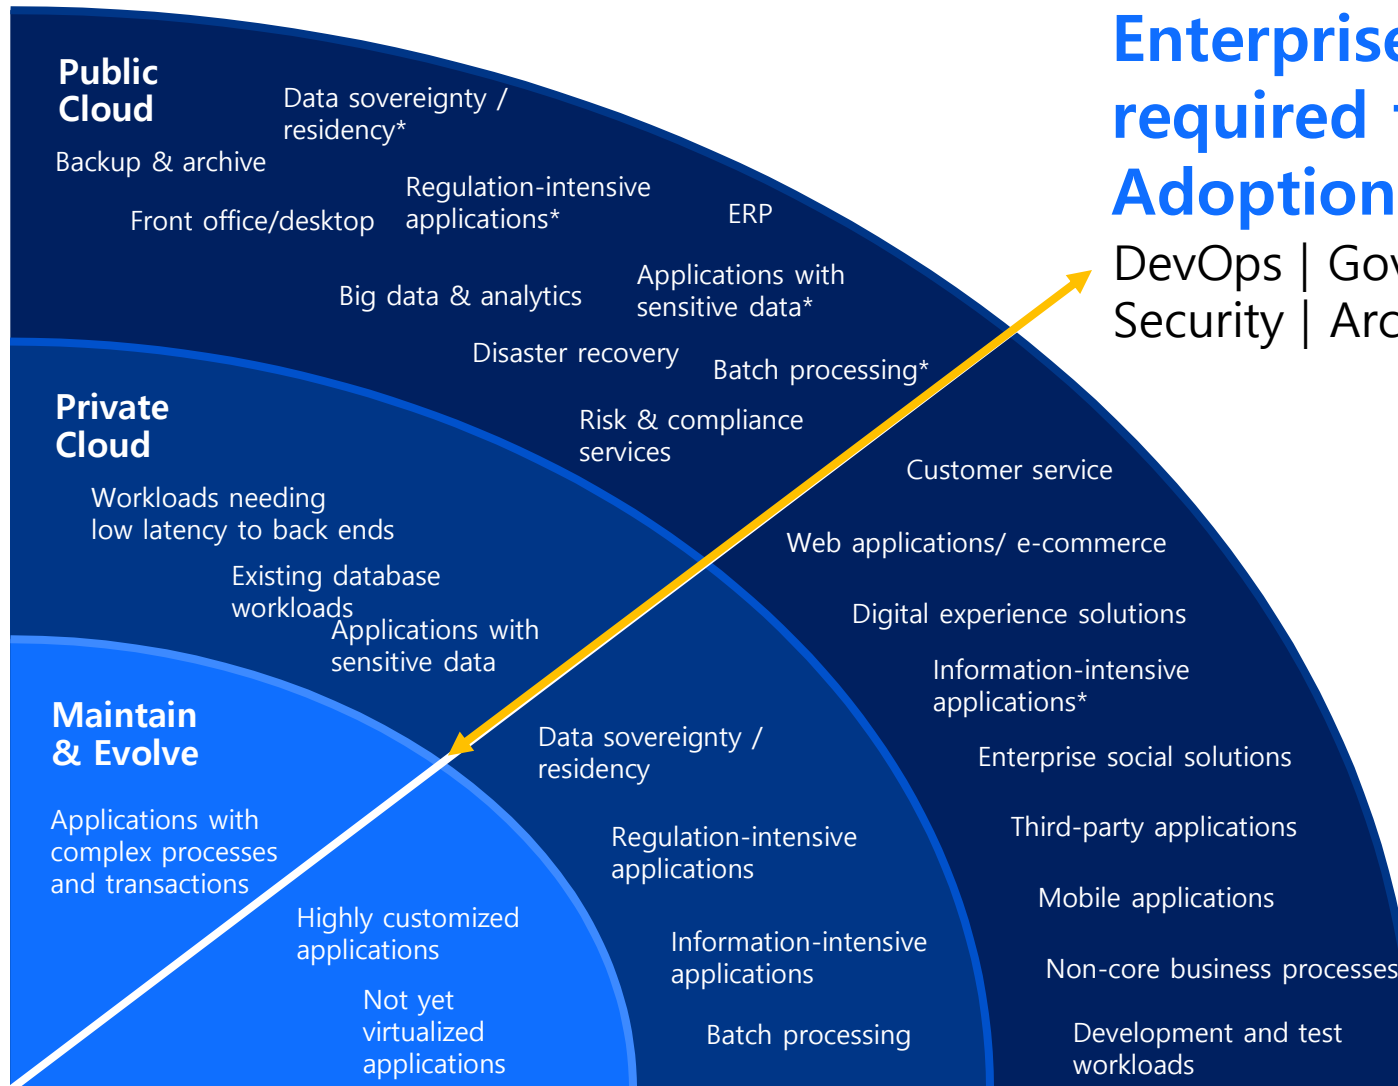 Public
Cloud
Data sovereignty /
residency*
Backup & archive
Regulation-intensive
applications*
Front office/desktop
ERP
Big data & analytics
Applications with
sensitive data*
Disaster recovery
Batch processing*
Risk & compliance
services
Customer service
Web applications/ e-commerce
Digital experience solutions
Information-intensive
applications*
Enterprise social solutions
Third-party applications
Mobile applications
Non-core business processes
Development and test
workloads
Private
Cloud
Workloads needing
low latency to back ends
Existing database
workloads
Applications with
sensitive data
Data sovereignty /
residency
Regulation-intensive
applications
Information-intensive
applications
Batch processing
Maintain
& Evolve
Applications with
complex processes
and transactions
Highly customized
applications
Not yet
virtualized
applications
Enterprise
required
Adoption
DevOps |
Security |